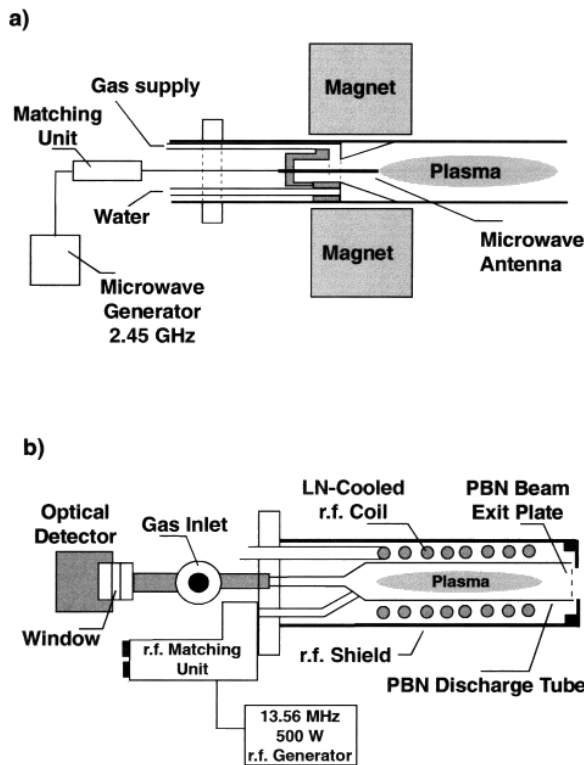 a)
Gas supply
Matching
Unit
Magnet
Plasma
Water
Magnet
Microwave
Antenna
Microwave
Generator
2.45 GHz
b)
LN-Cooled
r.f. Coil
PBN Beam
Exit Plate
Optical
Detector
Gas Inlet
Plasma
Window
r.f. Matching
Unit
r.f. Shield
PBN Discharge Tube
13.56 MHz
500 W
r.f. Generator